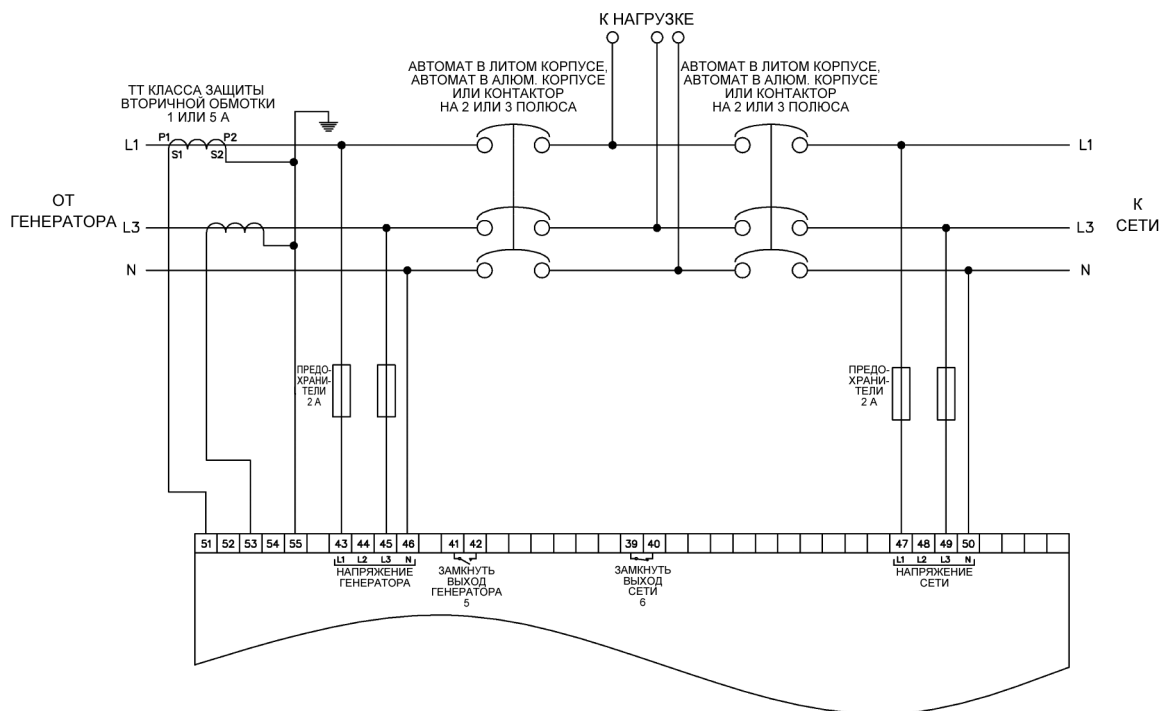 К НАГРУЗКЕ
АВТОМАТ В ЛИТОМ КОРПУСЕ,
АВТОМАТ В АЛЮМ. КОРПУСЕ
ИЛИ КОНТАКТОР
НА 2 ИЛИ 3 ПОЛЮСА
АВТОМАТ В ЛИТОМ КОРПУСЕ,
АВТОМАТ В АЛЮМ. КОРПУСЕ
ИЛИ КОНТАКТОР
НА 2 ИЛИ 3 ПОЛЮСА
ТТ КЛАССА ЗАЩИТЫ
ВТОРИЧНОЙ ОБМОТКИ
1 ИЛИ 5 А
P1 P2
L1
S1 S2
L1
ОТ
ГЕНЕРАТОРА
L3
L3
К
СЕТИ
N
N
ПРЕДО-
ХРАНИ-
ТЕЛИ
2 А
ПРЕДО-
ХРАНИ-
ТЕЛИ
2 А
51 52 53 54 55 43 44 45 46 41 42 39 40 47 48 49 50
L1 L2 L3 N
НАПРЯЖЕНИЕ
ГЕНЕРАТОРА
ЗАМКНУТЬ
ВЫХОД
ГЕНЕРАТОРА
5
ЗАМКНУТЬ
ВЫХОД
СЕТИ
6
L1 L2 L3 N
НАПРЯЖЕНИЕ
СЕТИ